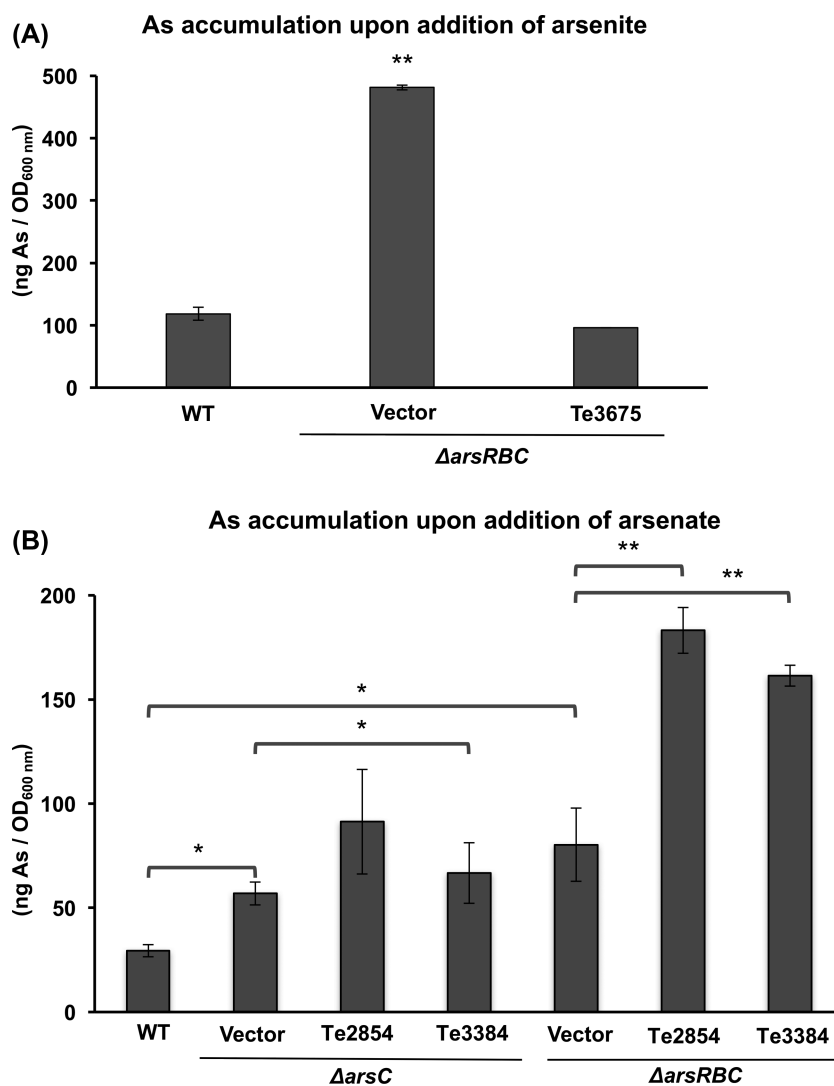 (A)
As accumulation upon addition of arsenite
**
500
400
300
200
100
0
(ng As / OD600 nm)
WT
Vector
Te3675
ΔarsRBC
(B)
As accumulation upon addition of arsenate
**
**
*
*
*
200
150
100
50
0
(ng As / OD600 nm)
WT
Vector
Te2854
Te3384
Vector
Te2854
Te3384
ΔarsC
ΔarsRBC